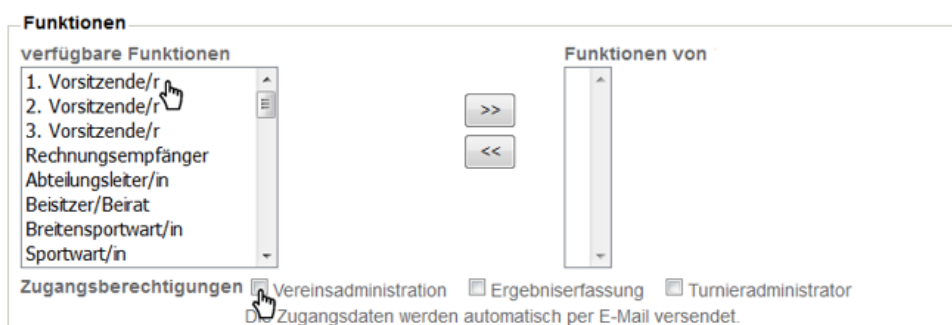 Funktionen
verfügbare Funktionen
Funktionen von
1. Vorsitzende/r
2. Vorsitzende/r
3. Vorsitzende/r
Rechnungsempfänger
Abteilungsleiter/in
Beisitzer/Beirat
Breitensportwart/in
Sportwart/in
>>
<<
Zugangsberechtigungen Vereinsadministration Ergebniserfassung Turnieradministrator
Die Zugangsdaten werden automatisch per E-Mail versendet.